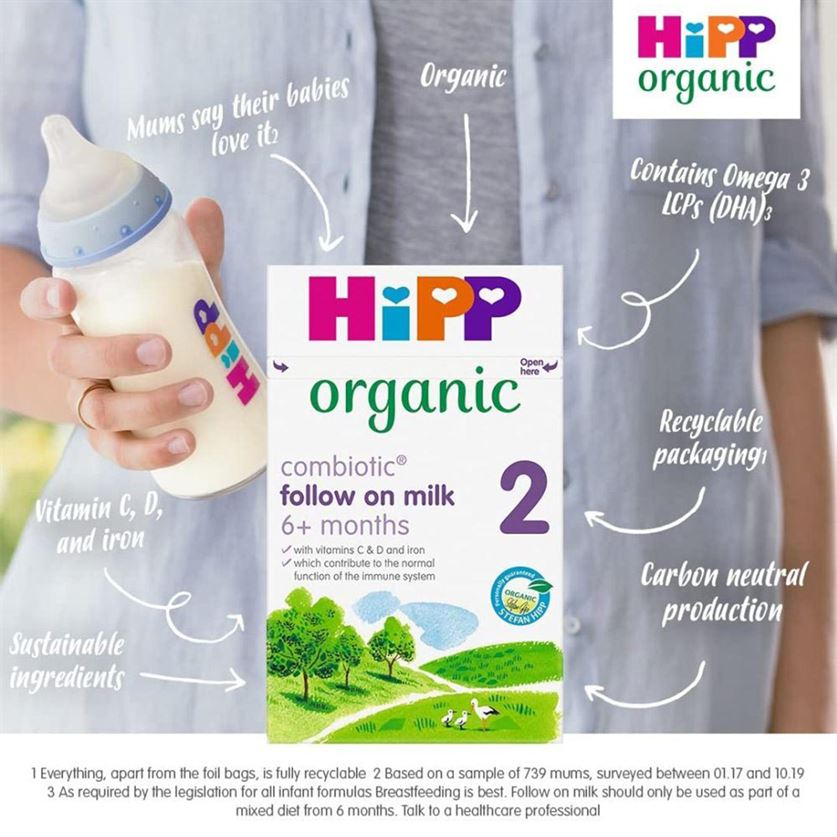 HiPP
organic
Organic
Mums say their babies
love it2
Contains Omega 3
LCPs (DHA)3
HiPP
Open
here
organic
HiPP
combiotic®
follow on milk
6+ months
2
✓ with vitamins C & D and iron
✓ which contribute to the normal
function of the immune system
Personally guaranteed
ORGANIC
STEFAN HIPP
Recyclable
packaging1
Vitamin C, D,
and iron
Carbon neutral
production
Sustainable
ingredients
1 Everything, apart from the foil bags, is fully recyclable 2 Based on a sample of 739 mums, surveyed between 01.17 and 10.19
3 As required by the legislation for all infant formulas Breastfeeding is best. Follow on milk should only be used as part of a
mixed diet from 6 months. Talk to a healthcare professional